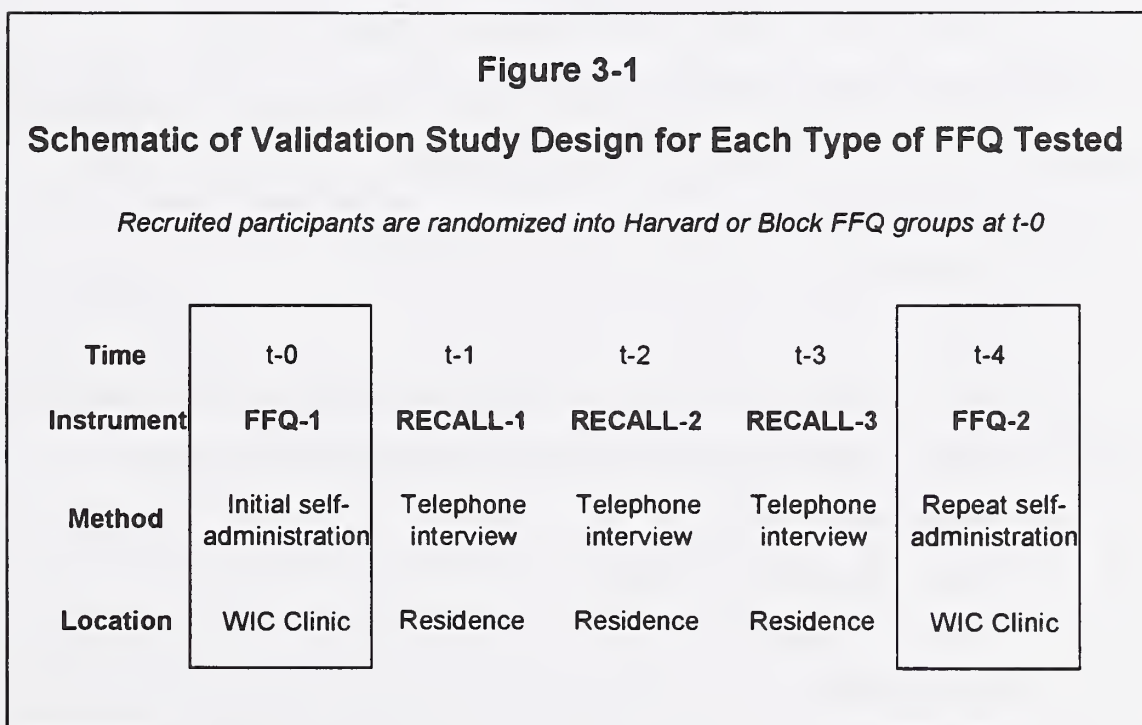 Figure 3-1
Schematic of Validation Study Design for Each Type of FFQ Tested
Recruited participants are randomized into Harvard or Block FFQ groups at t-0
Time t-0 t-1 t-2 t-3 t-4
Instrument FFQ-1 RECALL-1 RECALL-2 RECALL-3 FFQ-2
Method Initial self- Telephone Telephone Telephone Repeat self-
administration interview interview interview administration
Location WIC Clinic Residence Residence Residence WIC Clinic